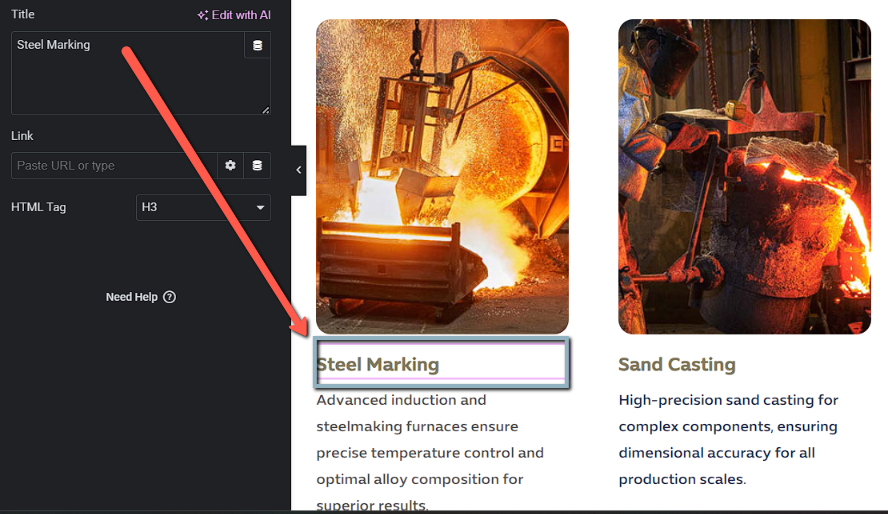 Title
Edit with AI
Steel Marking
Link
Paste URL or type
HTML Tag
H3
Need Help
Steel Marking
Advanced induction and
steelmaking furnaces ensure
precise temperature control and
optimal alloy composition for
superior results.
Sand Casting
High-precision sand casting for
complex components, ensuring
dimensional accuracy for all
production scales.